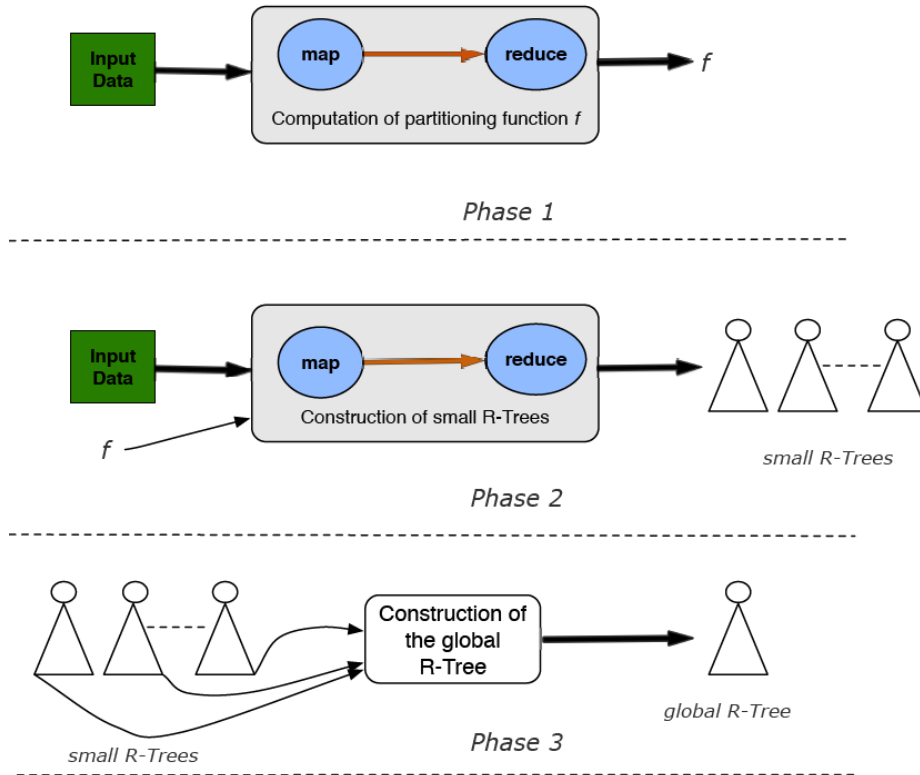 Input
Data
map
reduce
f
Computation of partitioning function f
Phase 1
Input
Data
map
reduce
Construction of small R-Trees
f
small R-Trees
Phase 2
Construction of
the global
R-Tree
global R-Tree
small R-Trees
Phase 3